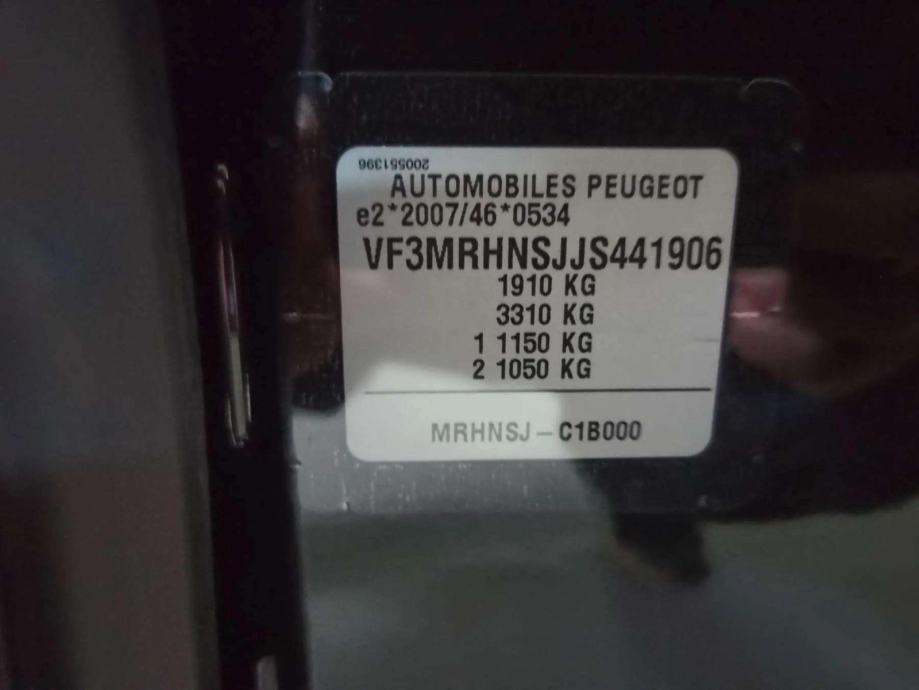 200551396
AUTOMOBILES PEUGEOT
e2*2007/46*0534
VF3MRHNSJJS441906
1910 KG
3310 KG
1 1150 KG
2 1050 KG
MRHNSJ – C1B000